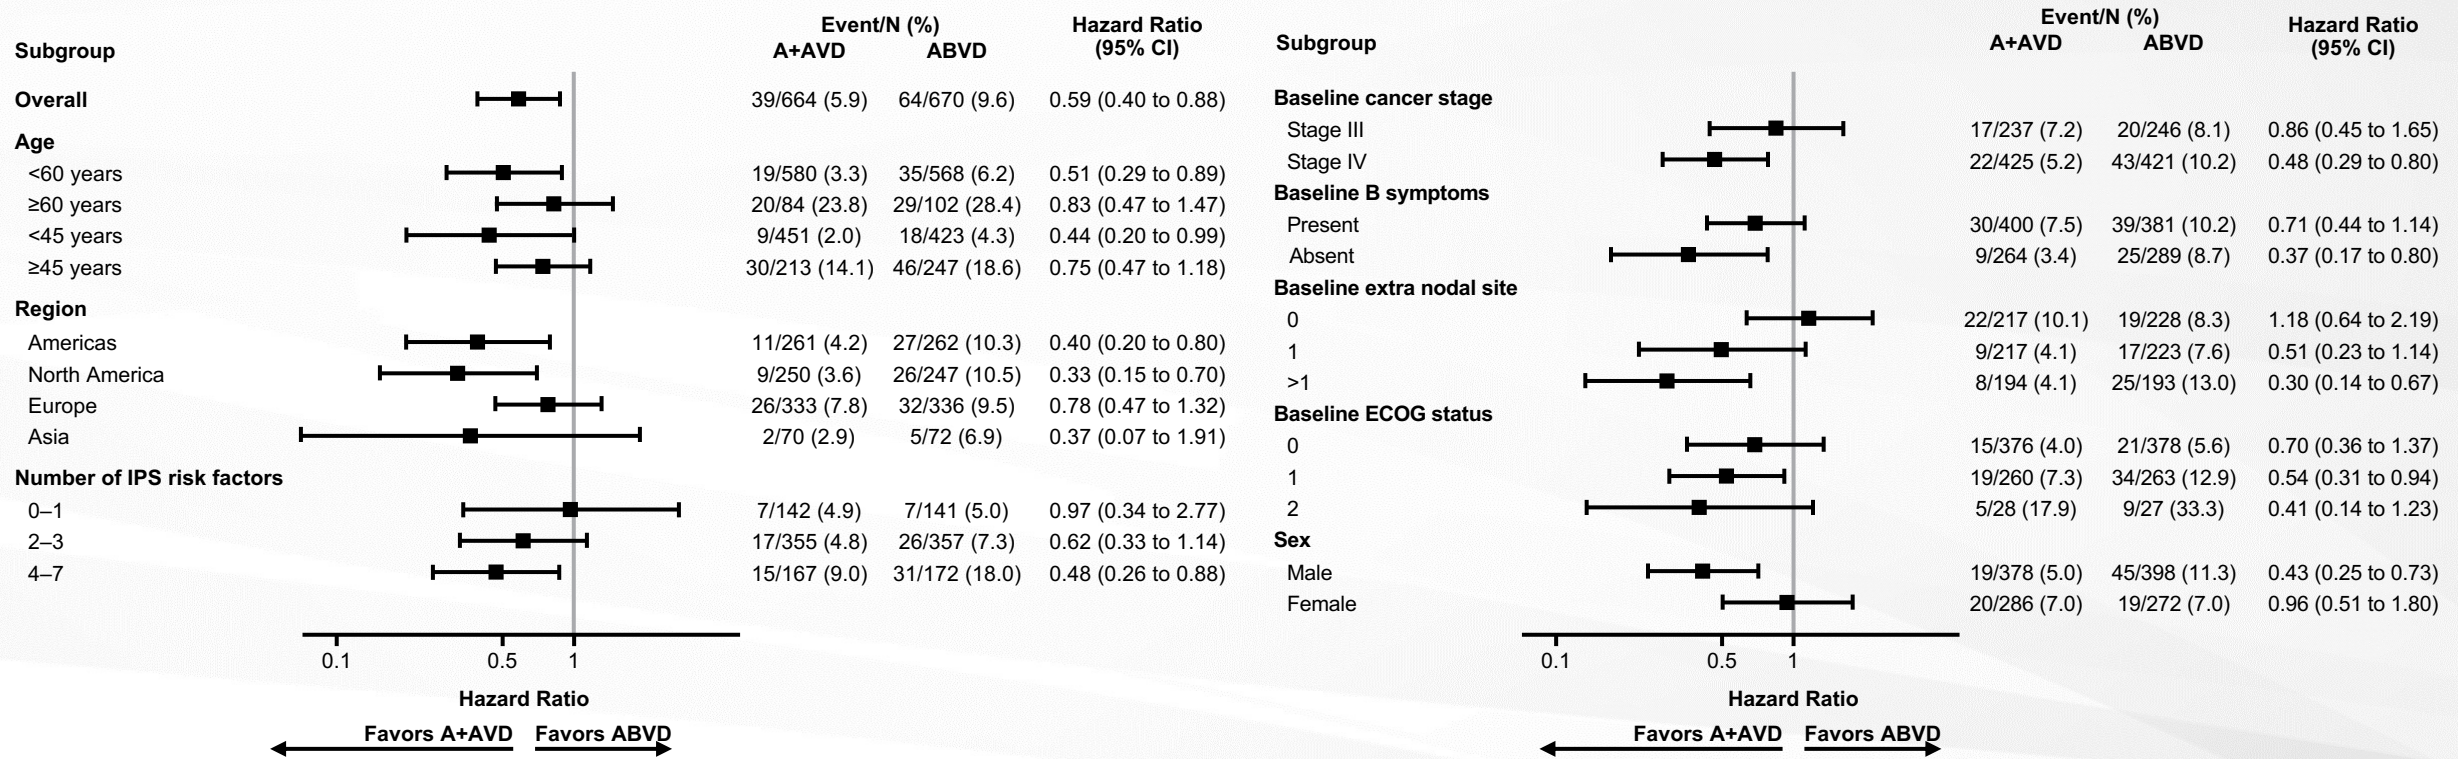 Subgroup Event/N (%) Hazard Ratio
A+AVD ABVD (95% CI)
Overall 39/664 (5.9) 64/670 (9.6) 0.59 (0.40 to 0.88)
Age
<60 years 19/580 (3.3) 35/568 (6.2) 0.51 (0.29 to 0.89)
≥60 years 20/84 (23.8) 29/102 (28.4) 0.83 (0.47 to 1.47)
<45 years 9/451 (2.0) 18/423 (4.3) 0.44 (0.20 to 0.99)
≥45 years 30/213 (14.1) 46/247 (18.6) 0.75 (0.47 to 1.18)
Region
Americas 11/261 (4.2) 27/262 (10.3) 0.40 (0.20 to 0.80)
North America 9/250 (3.6) 26/247 (10.5) 0.33 (0.15 to 0.70)
Europe 26/333 (7.8) 32/336 (9.5) 0.78 (0.47 to 1.32)
Asia 2/70 (2.9) 5/72 (6.9) 0.37 (0.07 to 1.91)
Number of IPS risk factors
0–1 7/142 (4.9) 7/141 (5.0) 0.97 (0.34 to 2.77)
2–3 17/355 (4.8) 26/357 (7.3) 0.62 (0.33 to 1.14)
4–7 15/167 (9.0) 31/172 (18.0) 0.48 (0.26 to 0.88)
0.1 0.5 1
Hazard Ratio
Favors A+AVD Favors ABVD
Subgroup Event/N (%) Hazard Ratio
A+AVD ABVD (95% CI)
Baseline cancer stage
Stage III 17/237 (7.2) 20/246 (8.1) 0.86 (0.45 to 1.65)
Stage IV 22/425 (5.2) 43/421 (10.2) 0.48 (0.29 to 0.80)
Baseline B symptoms
Present 30/400 (7.5) 39/381 (10.2) 0.71 (0.44 to 1.14)
Absent 9/264 (3.4) 25/289 (8.7) 0.37 (0.17 to 0.80)
Baseline extra nodal site
0 22/217 (10.1) 19/228 (8.3) 1.18 (0.64 to 2.19)
1 9/217 (4.1) 17/223 (7.6) 0.51 (0.23 to 1.14)
>1 8/194 (4.1) 25/193 (13.0) 0.30 (0.14 to 0.67)
Baseline ECOG status
0 15/376 (4.0) 21/378 (5.6) 0.70 (0.36 to 1.37)
1 19/260 (7.3) 34/263 (12.9) 0.54 (0.31 to 0.94)
2 5/28 (17.9) 9/27 (33.3) 0.41 (0.14 to 1.23)
Sex
Male 19/378 (5.0) 45/398 (11.3) 0.43 (0.25 to 0.73)
Female 20/286 (7.0) 19/272 (7.0) 0.96 (0.51 to 1.80)
0.1 0.5 1
Hazard Ratio
Favors A+AVD Favors ABVD